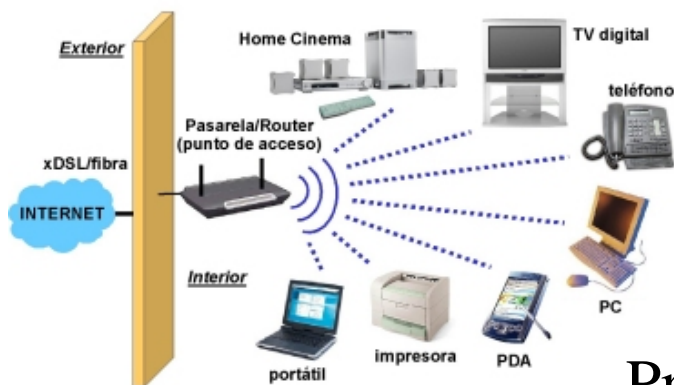 Home Cinema
TV digital
Exterior
teléfono
Pasarela/Router
(punto de acceso)
xDSL/fibra
INTERNET
Interior
PC
portátil
impresora
PDA